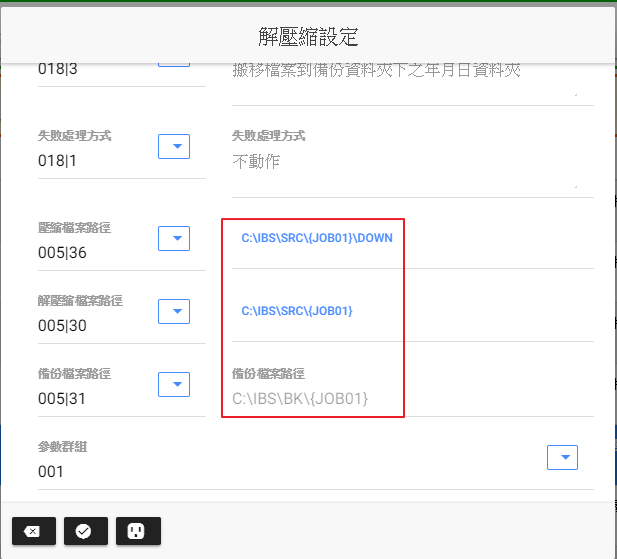 解壓縮設定
018|3
搬移檔案到備份資料夾下之年月日資料夾
失敗處理方式
018|1
失敗處理方式
不動作
壓縮檔案路徑
005|36
C:\IBS\SRC\{JOB01}\DOWN
解壓縮檔案路徑
005|30
C:\IBS\SRC\{JOB01}
備份檔案路徑
005|31
備份檔案路徑
C:\IBS\BK\{JOB01}
參數群組
001